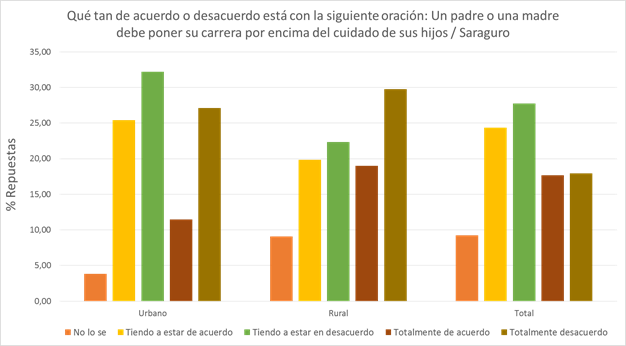 Qué tan de acuerdo o desacuerdo está con la siguiente oración: Un padre o una madre
debe poner su carrera por encima del cuidado de sus hijos / Saraguro
% Repuestas
35,00
30,00
25,00
20,00
15,00
10,00
5,00
0,00
Urbano Rural Total
No lo se Tiendo a estar de acuerdo Tiendo a estar en desacuerdo Totalmente de acuerdo Totalmente desacuerdo